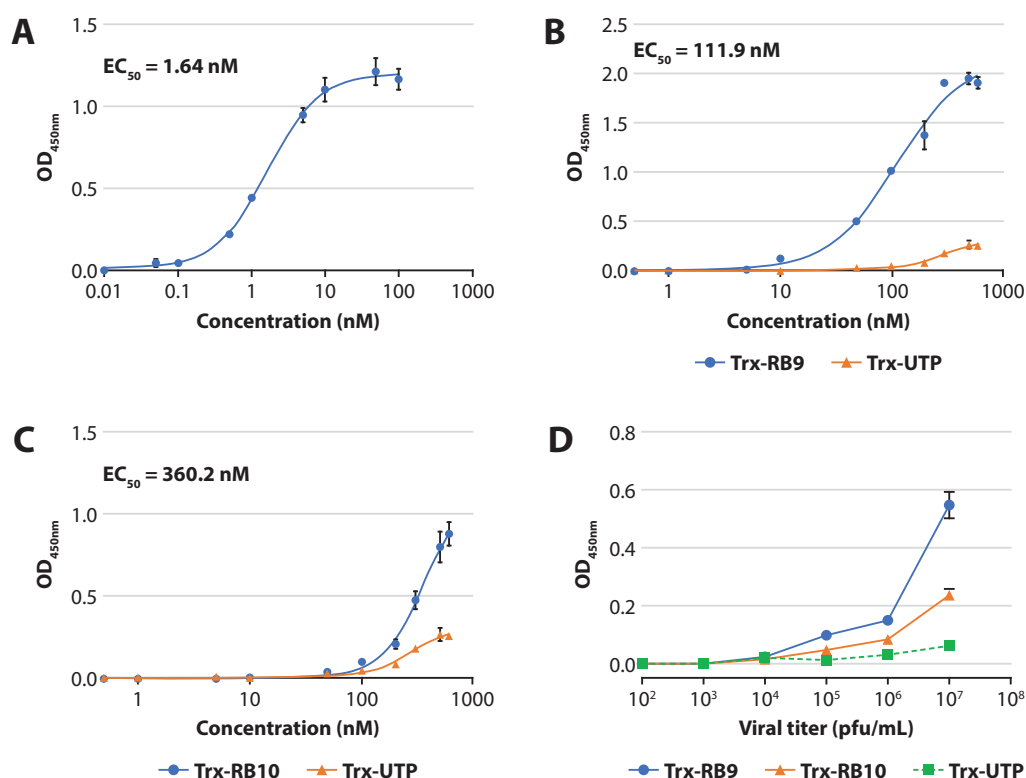 A
EC50 = 1.64 nM
OD450nm
1.5
1.0
0.5
0.0
0.01 0.1 1 10 100 1000
Concentration (nM)
B
EC50 = 111.9 nM
OD450nm
2.5
2.0
1.5
1.0
0.5
0.0
1 10 100 1000
Concentration (nM)
Trx-RB9 Trx-UTP
C
EC50 = 360.2 nM
OD450nm
1.5
1.0
0.5
0.0
1 10 100 1000
Concentration (nM)
Trx-RB10 Trx-UTP
D
OD450nm
0.8
0.6
0.4
0.2
0.0
10² 10³ 10⁴ 10⁵ 10⁶ 10⁷ 10⁸
Viral titer (pfu/mL)
Trx-RB9 Trx-RB10 Trx-UTP